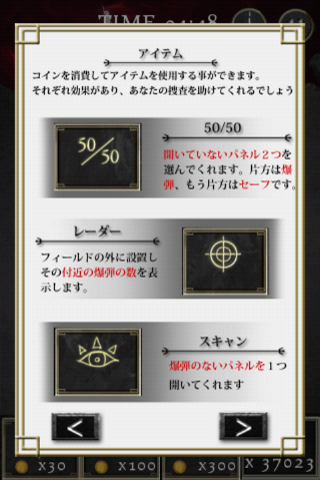 TIME 24:48
アイテム
コインを消費してアイテムを使用する事ができます。
それぞれ効果があり、あなたの捜査を助けてくれるでしょう
50/50
50/50
開いていないパネル２つを
選んでくれます。片方は爆
弾、もう片方はセーフです。
レーダー
フィールドの外に設置し
その付近の爆弾の数を表
示します。
スキャン
爆弾のないパネルを１つ
開いてくれます
<
>
x30
x100
x300
x 37023